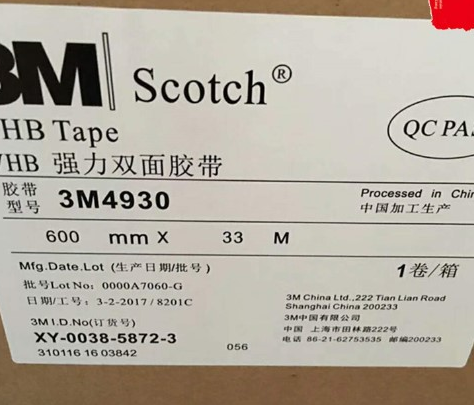 3M Scotch®
VHB Tape
VHB 强力双面胶带
QC PAS
胶带
型号 3M4930
Processed in Chin
中国加工生产
600 mm X 33 M
Mfg.Date.Lot (生产日期/批号)
1卷/箱
批号LotNo: 0000A7060-G
日期/工号: 3-2-2017/8201C
3M China Ltd.,222 Tian Lian Road
Shanghai China 200233
3M I.D.No(订货号)
3M中国有限公司
XY-0038-5872-3
中国 上海市田林路222号
310116 16 03842
056
电话 86-21-62753535 邮编200233